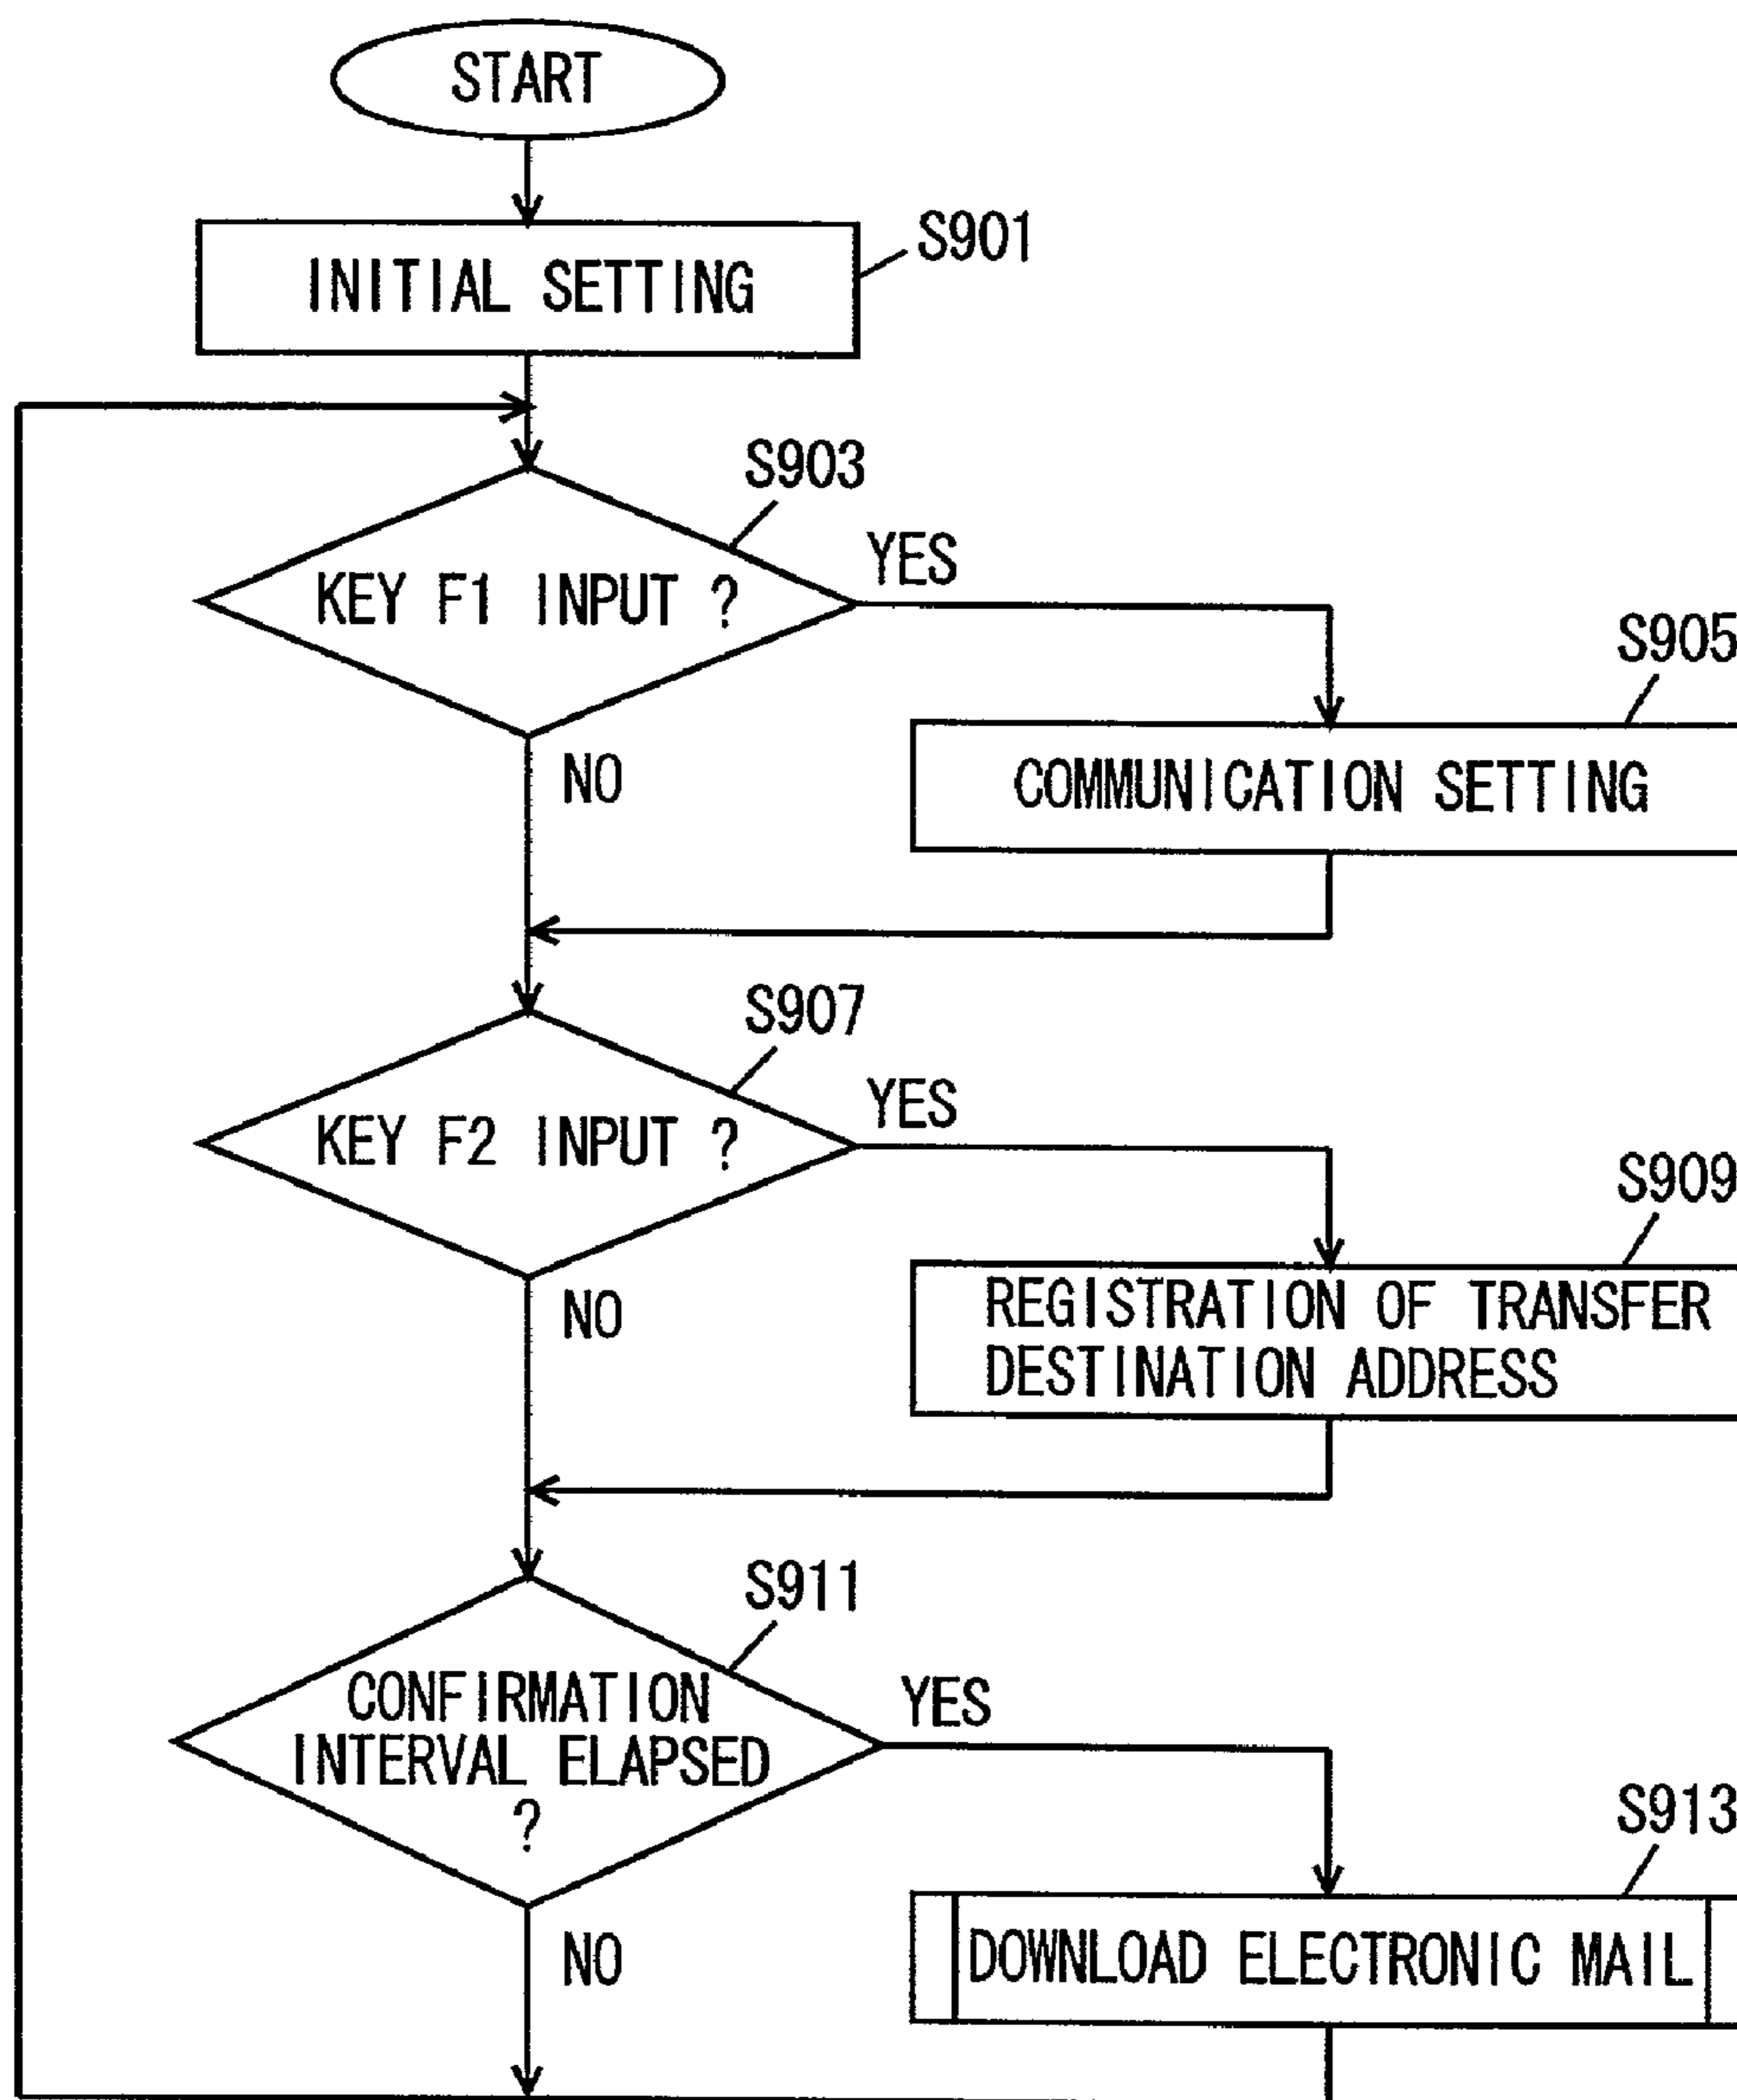 START
INITIAL SETTING
S901
S903
KEY F1 INPUT ?
YES
NO
S905
COMMUNICATION SETTING
S907
KEY F2 INPUT ?
YES
NO
S909
REGISTRATION OF TRANSFER
DESTINATION ADDRESS
S911
CONFIRMATION
INTERVAL ELAPSED
?
YES
NO
S913
DOWNLOAD ELECTRONIC MAIL